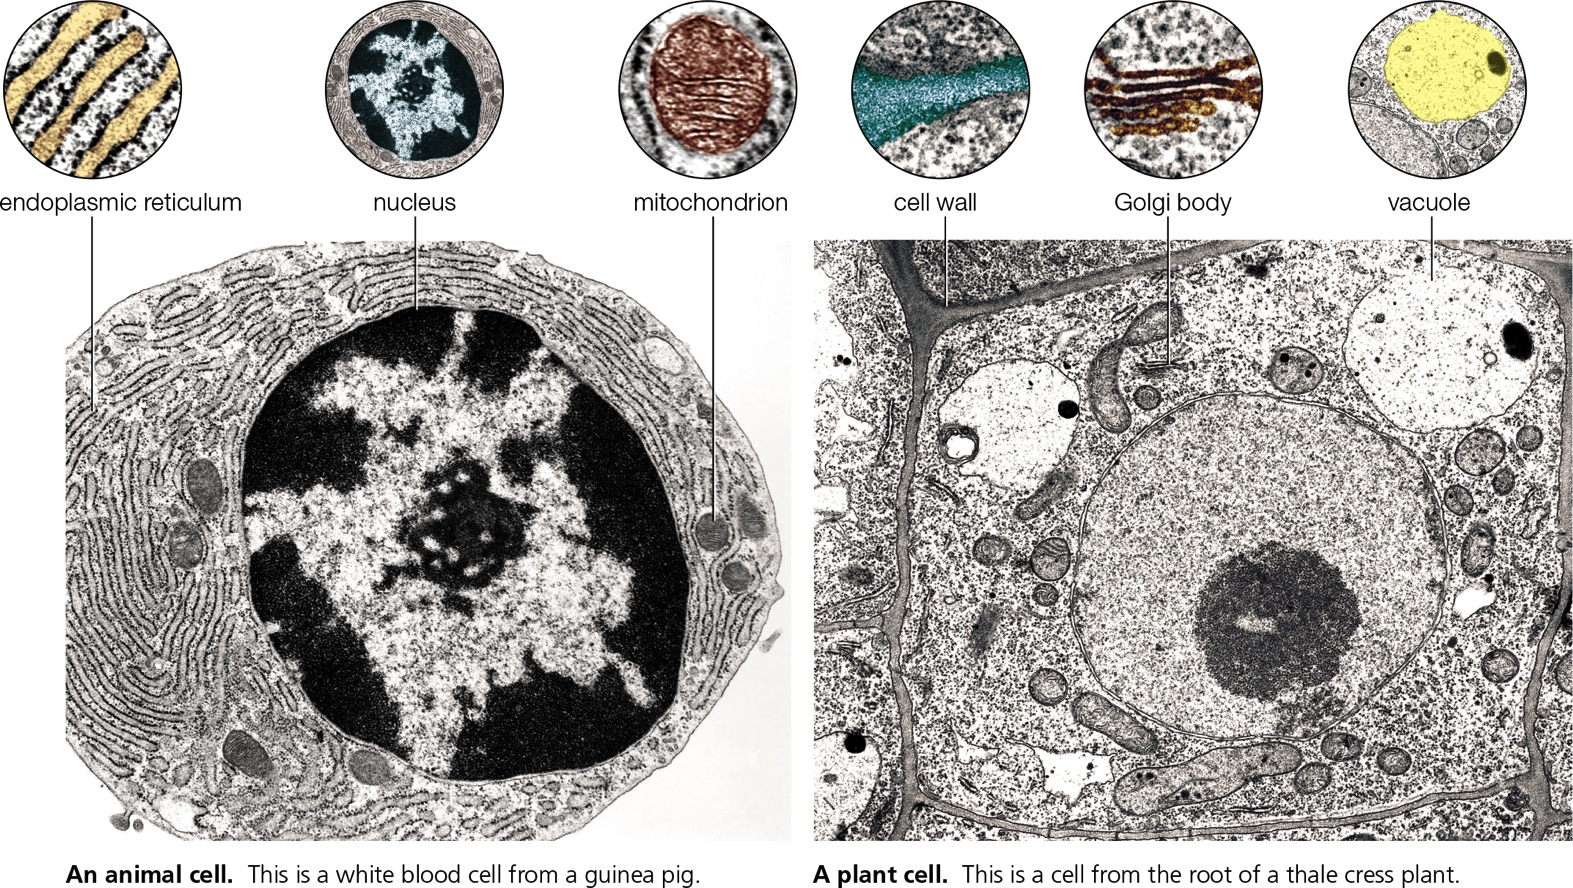 endoplasmic reticulum
nucleus
mitochondrion
cell wall
Golgi body
vacuole
An animal cell. This is a white blood cell from a guinea pig.
A plant cell. This is a cell from the root of a thale cress plant.